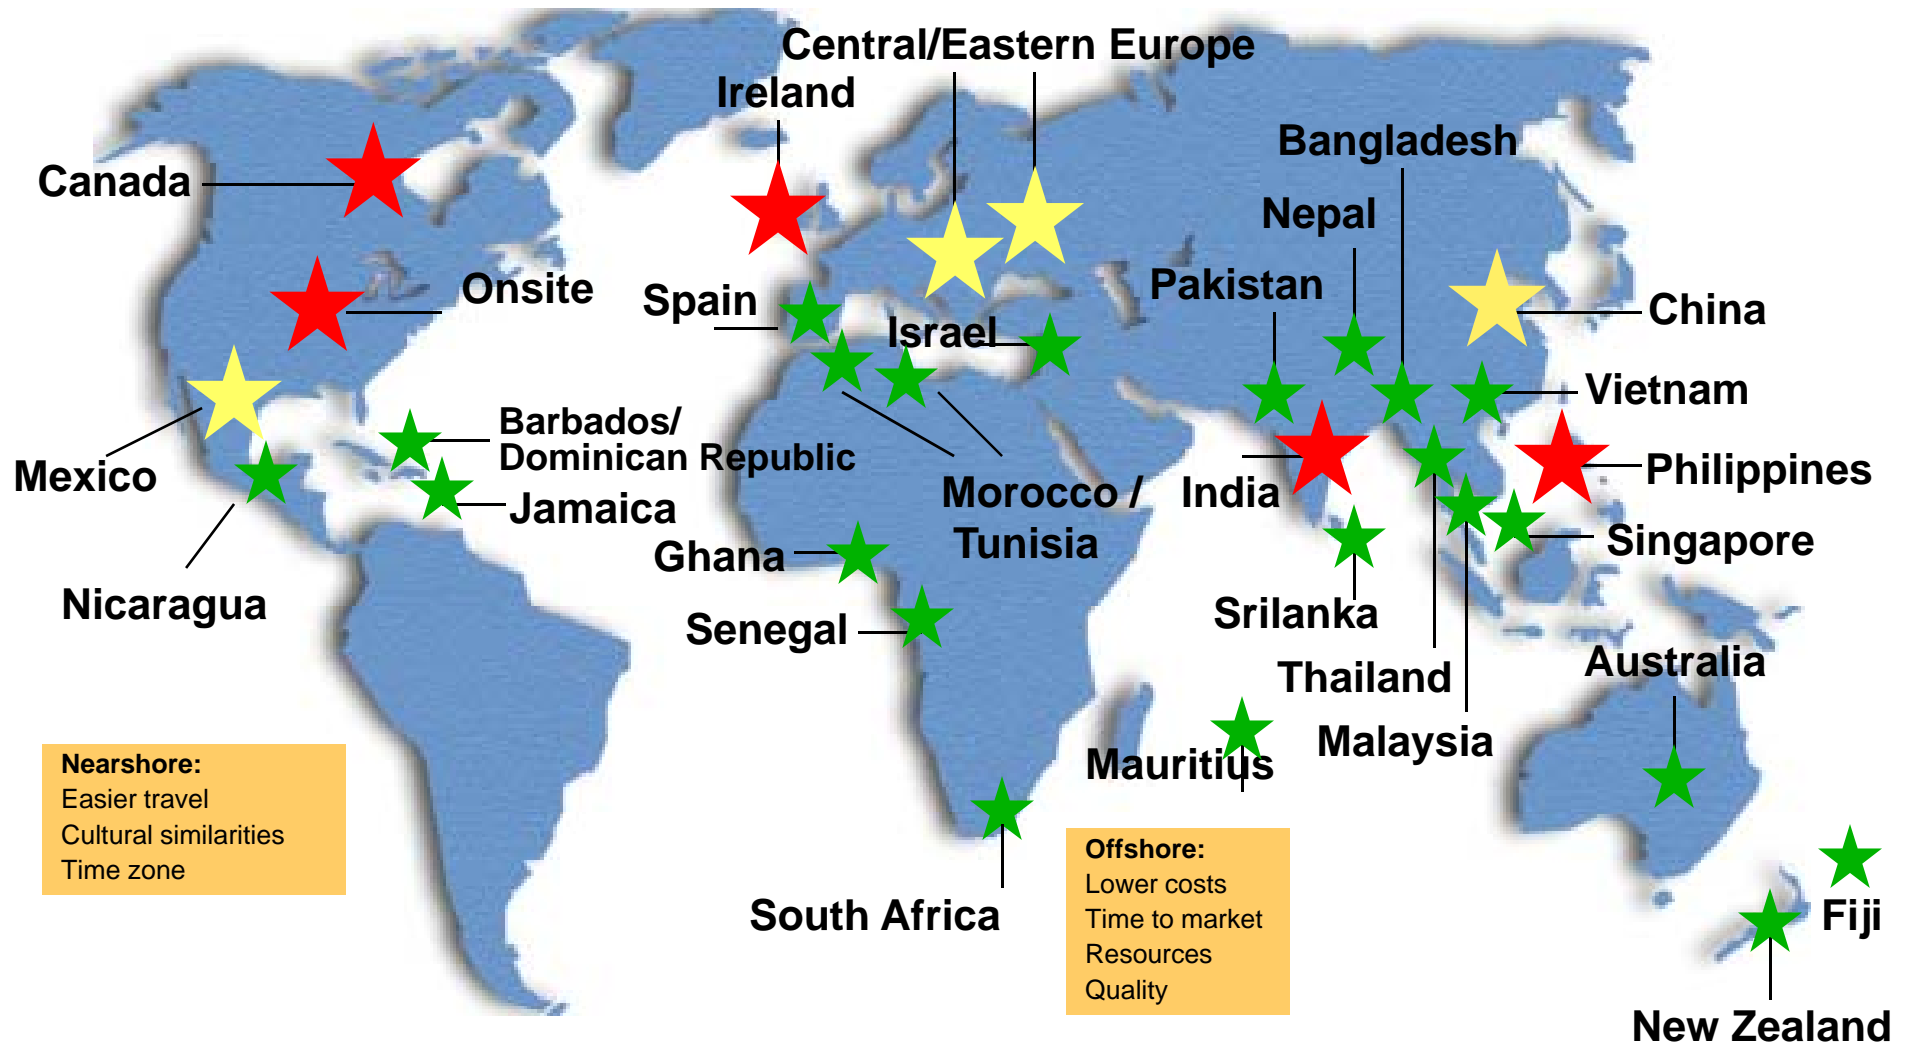 Central/Eastern Europe
Ireland
Bangladesh
Canada
Nepal
Onsite
Spain
Pakistan
Israel
China
Vietnam
Barbados/
Dominican Republic
Mexico
Jamaica
Morocco /
Tunisia
India
Philippines
Singapore
Ghana
Nicaragua
Senegal
Srilanka
Thailand
Australia
Malaysia
Mauritius
Nearshore:
Easier travel
Cultural similarities
Time zone
South Africa
Offshore:
Lower costs
Time to market
Resources
Quality
Fiji
New Zealand